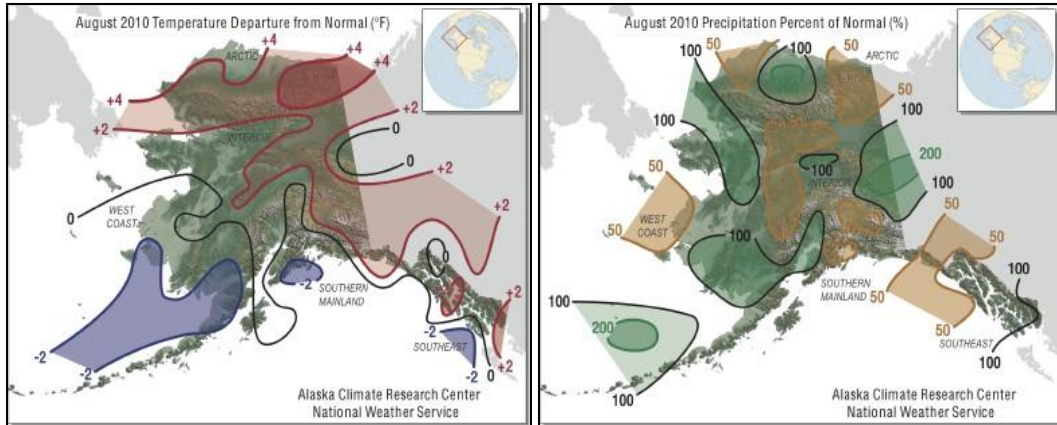 August 2010 Temperature Departure from Normal (°F)
+4
+4
ARCTIC
+4
+4
+4
+2
+2
0
INTERIOR
0
+2
0
WEST
COAST
+2
0
-2
SOUTHERN
MAINLAND
-2
-2
-2
SOUTHEAST
-2
0
+2
+2
Alaska Climate Research Center
National Weather Service
August 2010 Precipitation Percent of Normal (%)
100
50
100
50
ARCTIC
50
100
100
200
50
100
INTERIOR
100
WEST
COAST
50
100
50
50
SOUTHERN
MAINLAND
50
100
100
200
50
SOUTHEAST
100
100
Alaska Climate Research Center
National Weather Service